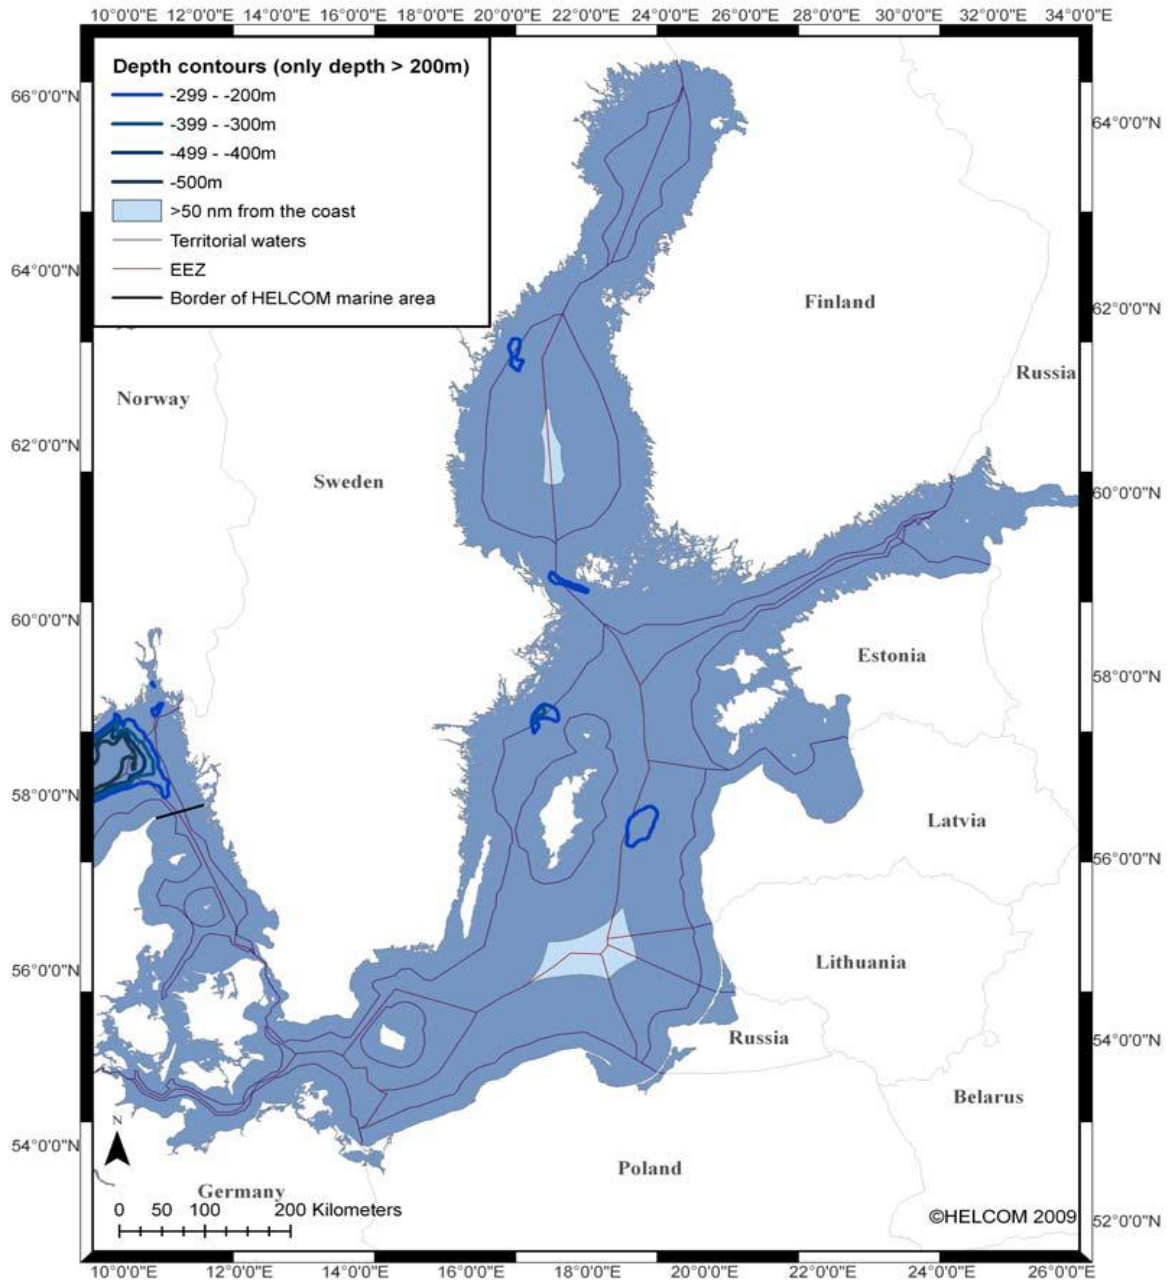 10°0'0"E 12°0'0"E 14°0'0"E 16°0'0"E 18°0'0"E 20°0'0"E 22°0'0"E 24°0'0"E 26°0'0"E 28°0'0"E 30°0'0"E 32°0'0"E 34°0'0"E
Depth contours (only depth > 200m)
-299 - -200m
-399 - -300m
-499 - -400m
-500m
>50 nm from the coast
Territorial waters
EEZ
Border of HELCOM marine area
66°0'0"N
64°0'0"N
64°0'0"N
Finland
62°0'0"N
Russia
Norway
62°0'0"N
Sweden
60°0'0"N
60°0'0"N
Estonia
58°0'0"N
58°0'0"N
Latvia
56°0'0"N
Lithuania
56°0'0"N
Russia
54°0'0"N
Belarus
N
54°0'0"N
Poland
Germany
0 50 100 200 Kilometers
©HELCOM 2009
52°0'0"N
10°0'0"E 12°0'0"E 14°0'0"E 16°0'0"E 18°0'0"E 20°0'0"E 22°0'0"E 24°0'0"E 26°0'0"E